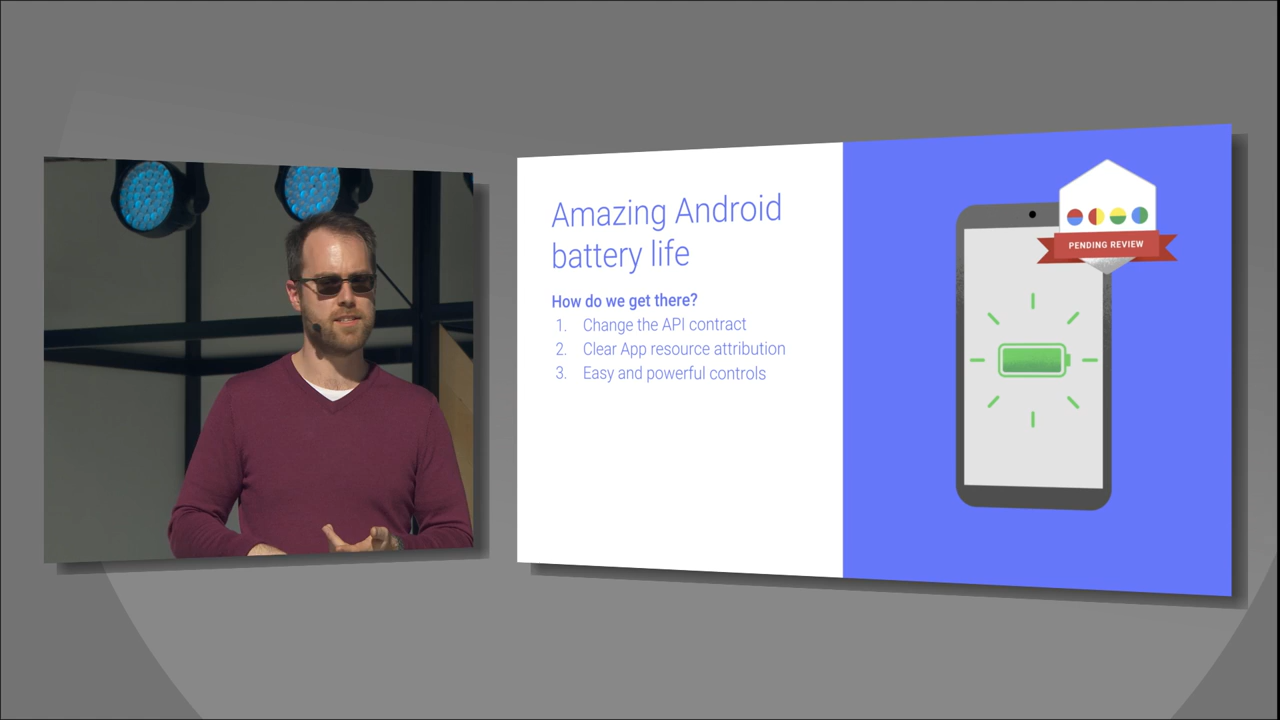 Amazing Android
battery life
How do we get there?
1. Change the API contract
2. Clear App resource attribution
3. Easy and powerful controls
PENDING REVIEW